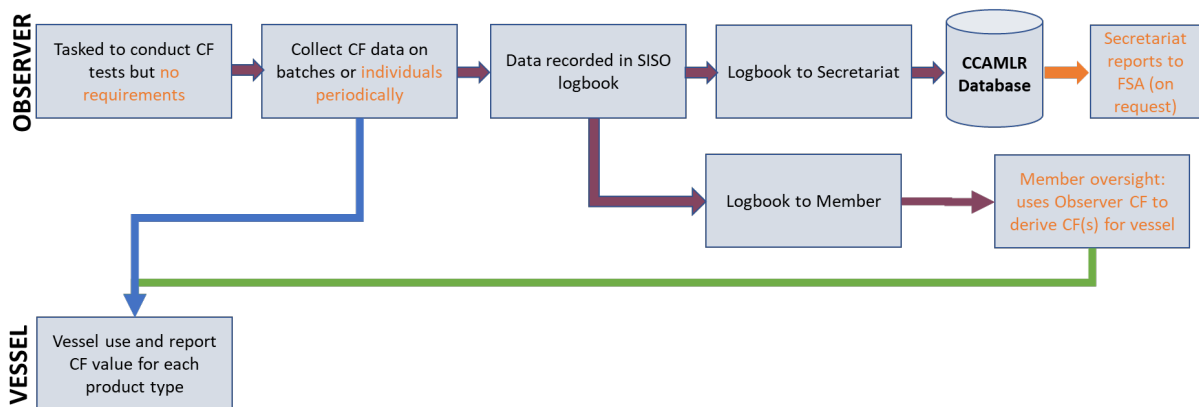 OBSERVER
Tasked to conduct CF
tests but no
requirements
Collect CF data on
batches or individuals
periodically
Data recorded in SISO
logbook
Logbook to Secretariat
CCAMLR
Database
Secretariat
reports to
FSA (on
request)
Logbook to Member
Member oversight:
uses Observer CF to
derive CF(s) for vessel
VESSEL
Vessel use and report
CF value for each
product type